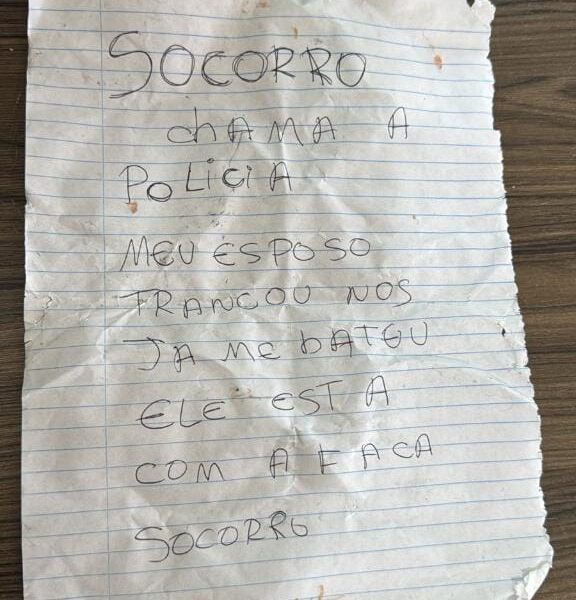 SOCORRO
chAMA A
POLICIA
MEU ESPOSO
TRANCOU NOS
JA ME bATEU
ELE ESTA
COM A FACA
SOCORRO